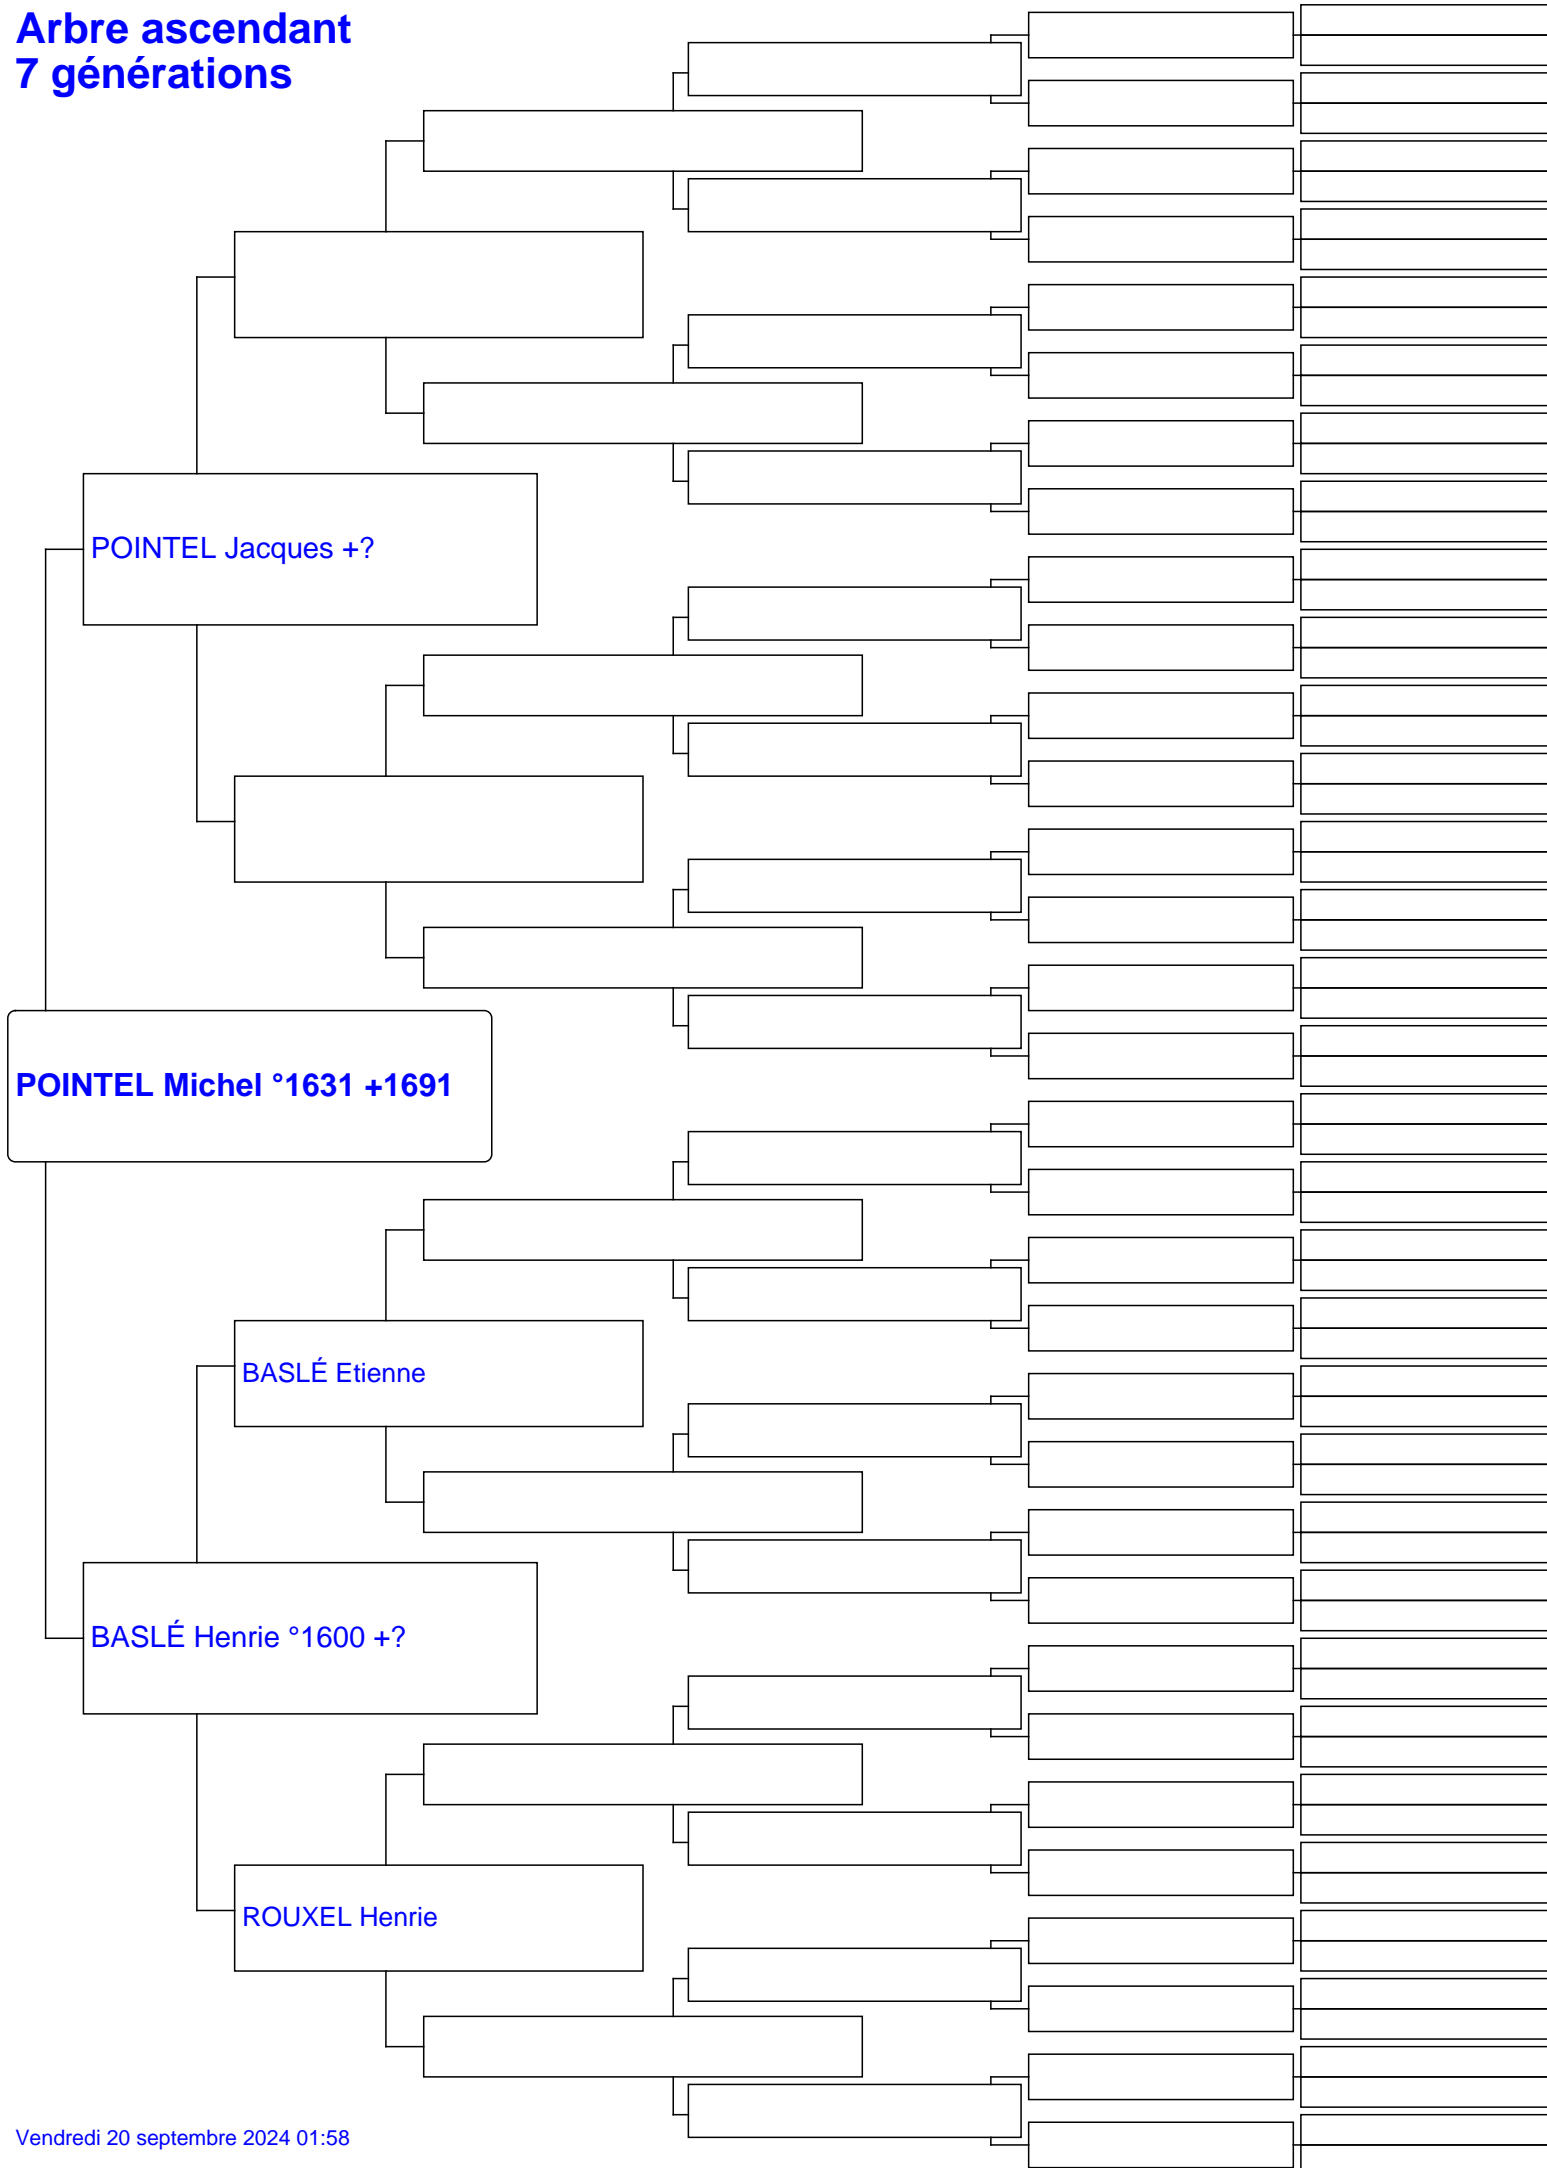 Arbre ascendant
7 générations
POINTEL Jacques +?
POINTEL Michel °1631 +1691
BASLÉ Etienne
BASLÉ Henrie °1600 +?
ROUXEL Henrie
Vendredi 20 septembre 2024 01:58